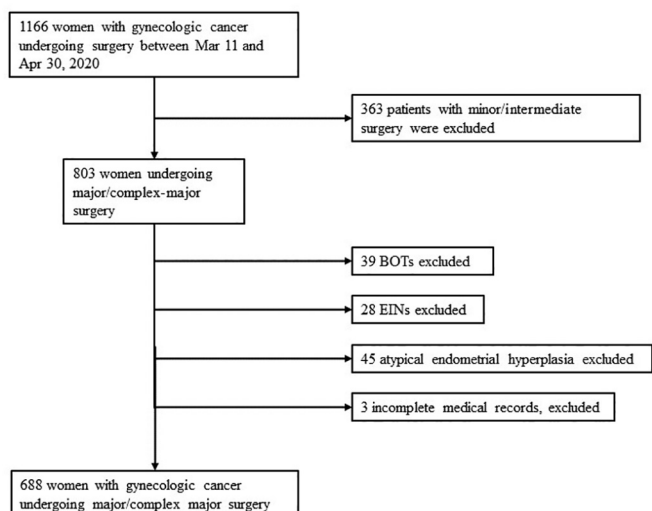 1166 women with gynecologic cancer
undergoing surgery between Mar 11 and
Apr 30, 2020
363 patients with minor/intermediate
surgery were excluded
803 women undergoing
major/complex-major
surgery
39 BOTs excluded
28 EINs excluded
45 atypical endometrial hyperplasia excluded
3 incomplete medical records, excluded
688 women with gynecologic cancer
undergoing major/complex major surgery